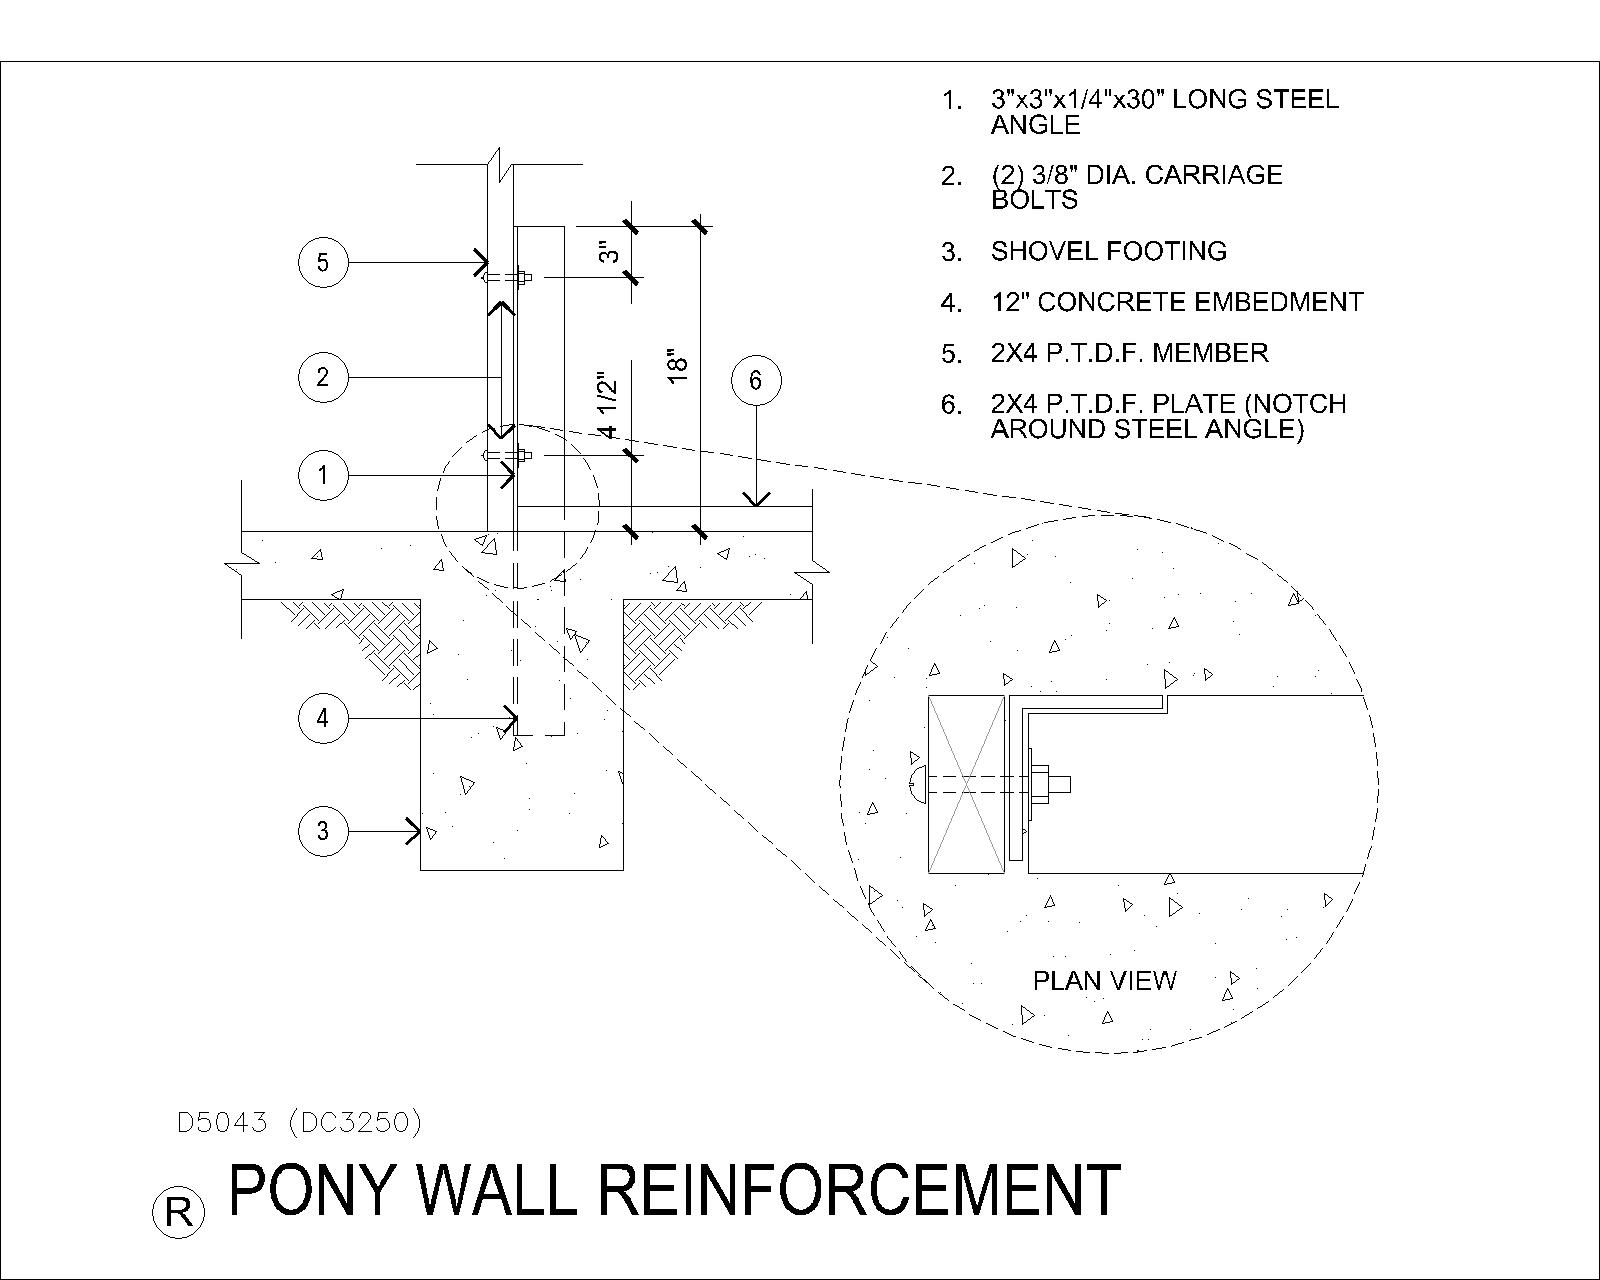 1. 3"x3"x1/4"x30" LONG STEEL
ANGLE
2. (2) 3/8" DIA. CARRIAGE
BOLTS
3. SHOVEL FOOTING
4. 12" CONCRETE EMBEDMENT
5. 2X4 P.T.D.F. MEMBER
6. 2X4 P.T.D.F. PLATE (NOTCH
AROUND STEEL ANGLE)
5
3"
2
4 1/2"
18"
6
1
4
3
PLAN VIEW
D5043 (DC3250)
R PONY WALL REINFORCEMENT